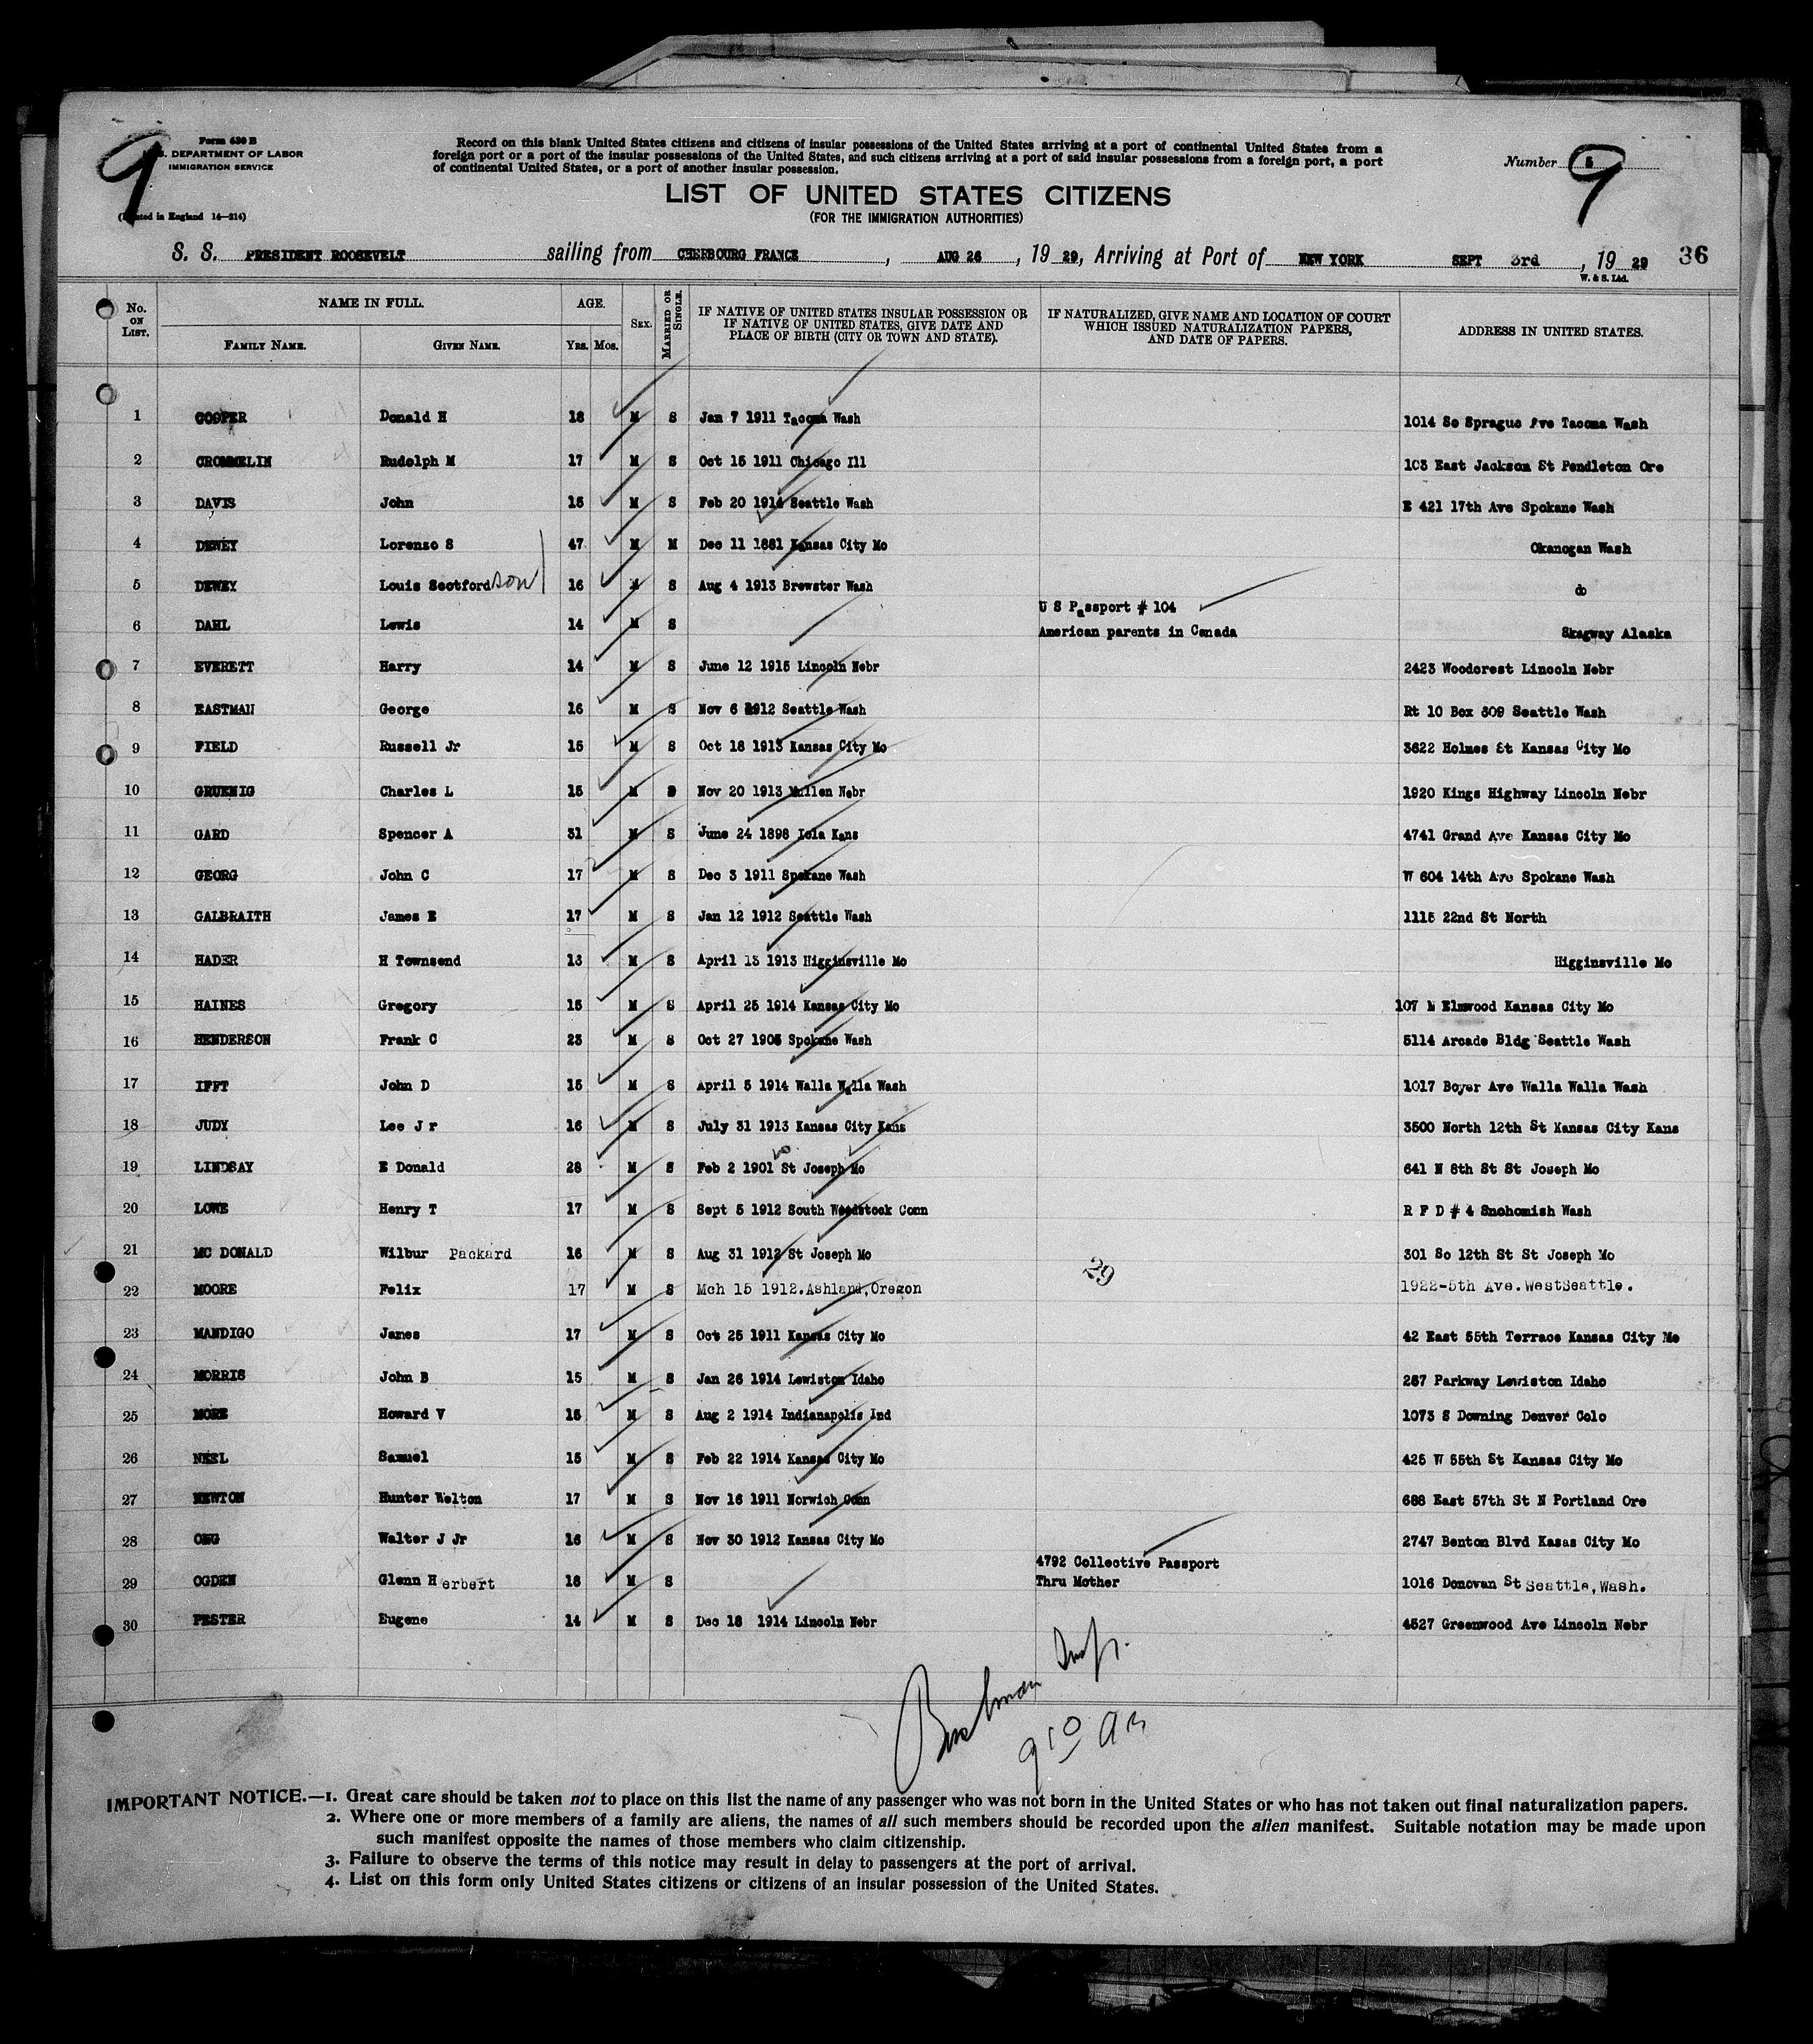 9
Form 630 B
U.S. DEPARTMENT OF LABOR
IMMIGRATION SERVICE
(Printed in England 14—214)
Record on this blank United States citizens and citizens of insular possessions of the United States arriving at a port of continental United States from a
foreign port or a port of the insular possessions of the United States, and such citizens arriving at a port of said insular possessions from a foreign port, a port
of continental United States, or a port of another insular possession.
Number 5
9
LIST OF UNITED STATES CITIZENS
(FOR THE IMMIGRATION AUTHORITIES)
S. S. PRESIDENT ROOSEVELT sailing from CHERBOURG FRANCE, AUG 26, 19 29, Arriving at Port of NEW YORK SEPT 3rd, 19 29 36
W. & S. Ltd.
No. ON LIST. NAME IN FULL. FAMILY NAME. GIVEN NAME. AGE. YRS. MOS. SEX. MARRIED OR SINGLE. IF NATIVE OF UNITED STATES INSULAR POSSESSION OR IF NATIVE OF UNITED STATES, GIVE DATE AND PLACE OF BIRTH (CITY OR TOWN AND STATE). IF NATURALIZED, GIVE NAME AND LOCATION OF COURT WHICH ISSUED NATURALIZATION PAPERS, AND DATE OF PAPERS. ADDRESS IN UNITED STATES.
1 COOPER Donald H 18 M S Jan 7 1911 Tacoma Wash 1014 So Sprague Ave Tacoma Wash
2 CROMMELIN Rudolph M 17 M S Oct 15 1911 Chicago Ill 103 East Jackson St Pendleton Ore
3 DAVIS John 15 M S Feb 20 1914 Seattle Wash E 421 17th Ave Spokane Wash
4 DEWEY Lorenzo S 47 M M Dec 11 1881 Kansas City Mo Okanogan Wash
5 DEWEY Louis Scotford son 16 M S Aug 4 1913 Brewster Wash do
6 DAHL Lewis 14 M S U S Passport # 104 American parents in Canada Skagway Alaska
7 EVERETT Harry 14 M S June 12 1915 Lincoln Nebr 2423 Woodcrest Lincoln Nebr
8 EASTMAN George 16 M S Nov 6 1912 Seattle Wash Rt 10 Box 309 Seattle Wash
9 FIELD Russell Jr 15 M S Oct 18 1913 Kansas City Mo 3622 Holmes St Kansas City Mo
10 GRUENIG Charles L 15 M S Nov 20 1913 Mullen Nebr 1920 Kings Highway Lincoln Nebr
11 GARD Spencer A 31 M S June 24 1898 Iola Kans 4741 Grand Ave Kansas City Mo
12 GEORG John C 17 M S Dec 3 1911 Spokane Wash W 604 14th Ave Spokane Wash
13 GALBRAITH James E 17 M S Jan 12 1912 Seattle Wash 1115 22nd St North
14 HADER H Townsend 13 M S April 13 1913 Higginsville Mo Higginsville Mo
15 HAINES Gregory 15 M S April 25 1914 Kansas City Mo 107 N Elmwood Kansas City Mo
16 HENDERSON Frank C 23 M S Oct 27 1905 Spokane Wash 5114 Arcade Bldg Seattle Wash
17 IFFT John D 15 M S April 5 1914 Walla Walla Wash 1017 Boyer Ave Walla Walla Wash
18 JUDY Lee J r 16 M S July 31 1913 Kansas City Kans 3500 North 12th St Kansas City Kans
19 LINDSAY E Donald 28 M S Feb 2 1901 St Joseph Mo 641 N 8th St St Joseph Mo
20 LOWE Henry T 17 M S Sept 5 1912 South Woodstock Conn R F D # 4 Snohomish Wash
21 MC DONALD Wilbur Packard 16 M S Aug 31 1912 St Joseph Mo 301 So 12th St St Joseph Mo
29
22 MOORE Felix 17 M S Mch 15 1912.Ashland,Oregon 1922-5th Ave.WestSeattle.
23 MANDIGO James 17 M S Oct 25 1911 Kansas City Mo 42 East 55th Terrace Kansas City Mo
24 MORRIS John B 15 M S Jan 26 1914 Lewiston Idaho 257 Parkway Lewiston Idaho
25 MORE Howard V 15 M S Aug 2 1914 Indianapolis Ind 1073 S Downing Denver Colo
26 NEEL Samuel 15 M S Feb 22 1914 Kansas City Mo 425 W 55th St Kansas City Mo
27 NEWTON Hunter Welton 17 M S Nov 16 1911 Norwich Conn 688 East 57th St N Portland Ore
28 ONG Walter J Jr 16 M S Nov 30 1912 Kansas City Mo 2747 Benton Blvd Kasas City Mo
29 OGDEN Glenn Herbert 18 M S 4792 Collective Passport Thru Mother 1016 Donovan St Seattle,Wash.
30 PESTER Eugene 14 M S Dec 18 1914 Lincoln Nebr 4527 Greenwood Ave Lincoln Nebr
Insp.
9 10 am
IMPORTANT NOTICE.—1. Great care should be taken not to place on this list the name of any passenger who was not born in the United States or who has not taken out final naturalization papers.
2. Where one or more members of a family are aliens, the names of all such members should be recorded upon the alien manifest. Suitable notation may be made upon
such manifest opposite the names of those members who claim citizenship.
3. Failure to observe the terms of this notice may result in delay to passengers at the port of arrival.
4. List on this form only United States citizens or citizens of an insular possession of the United States.